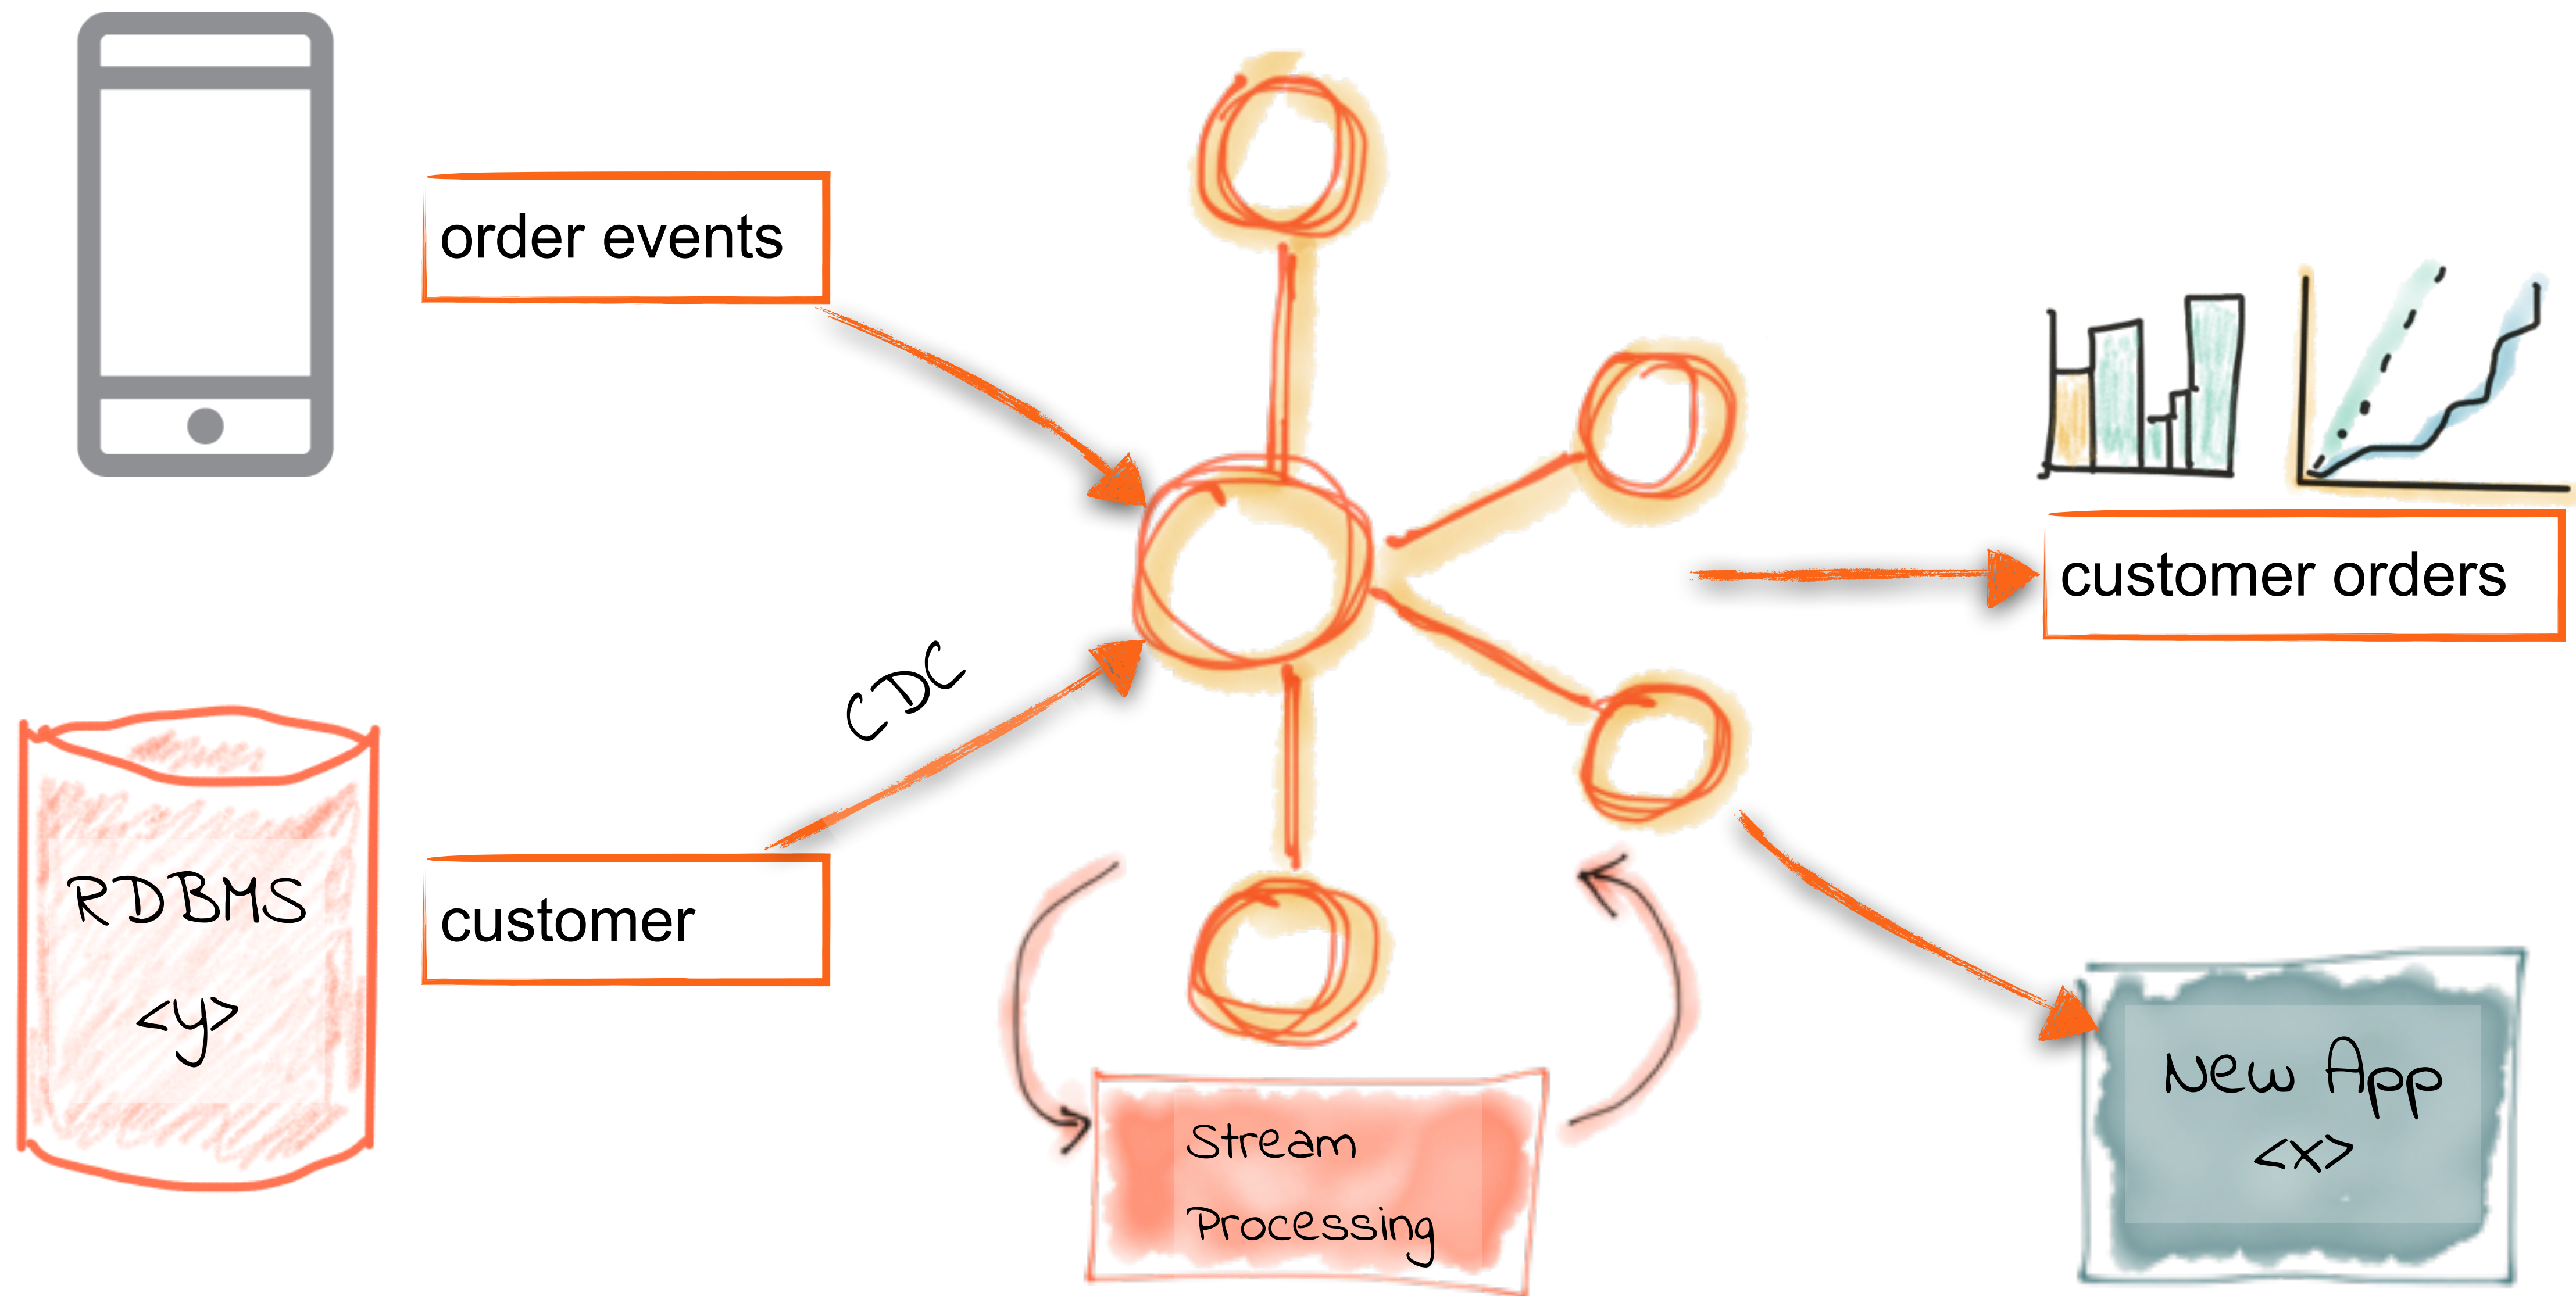 order events
customer orders
CDC
RDBMS
<y>
customer
Stream
Processing
New App
<x>